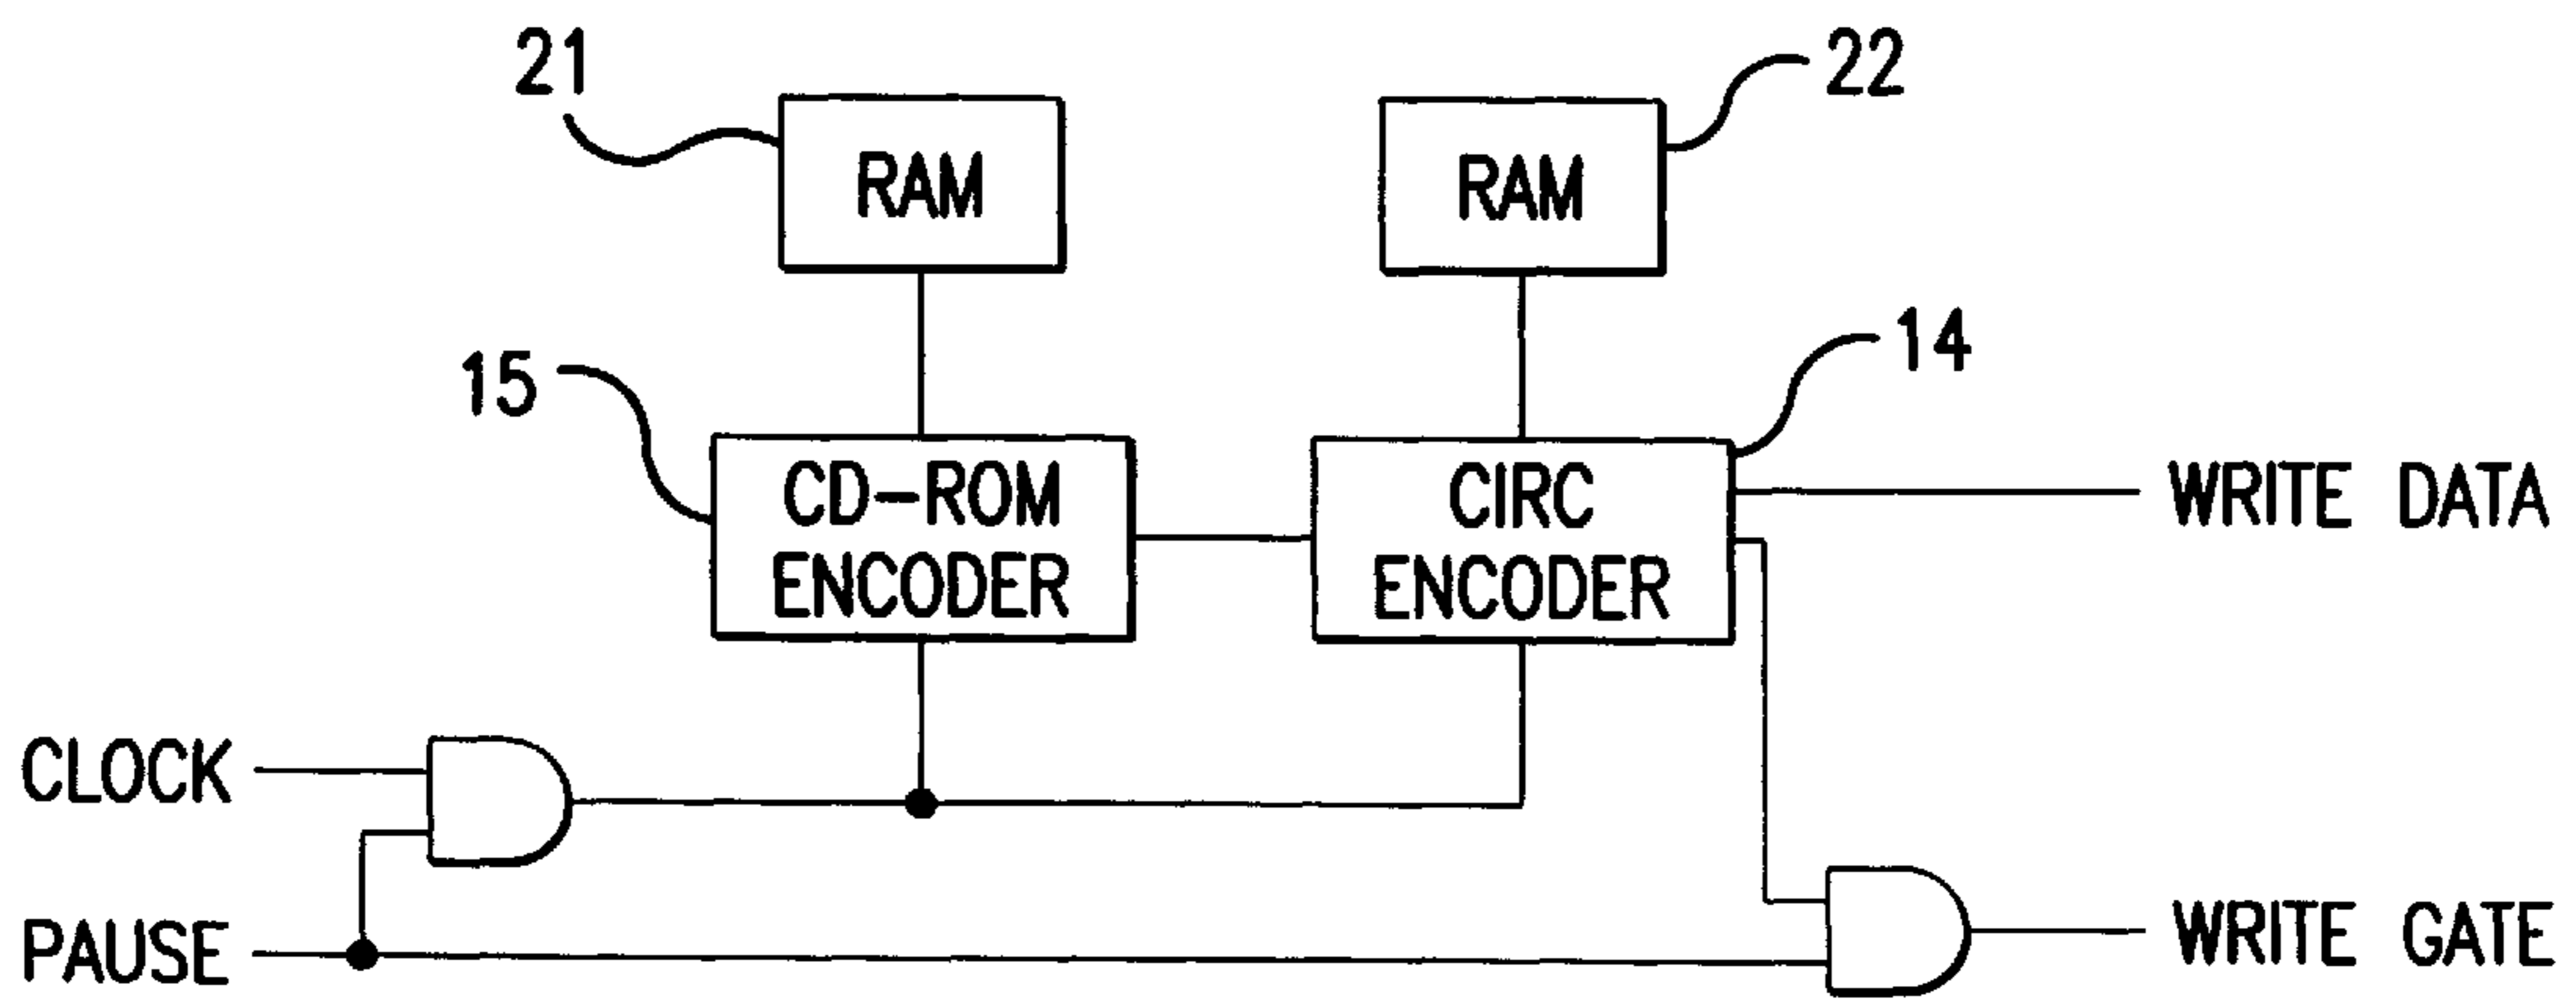 21
22
RAM
RAM
15
14
CD-ROM
ENCODER
CIRC
ENCODER
WRITE DATA
CLOCK
PAUSE
WRITE GATE